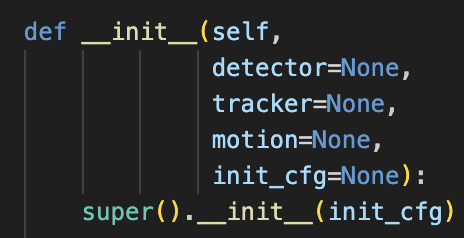 def __init__(self,
detector=None,
tracker=None,
motion=None,
init_cfg=None):
super().__init__(init_cfg)